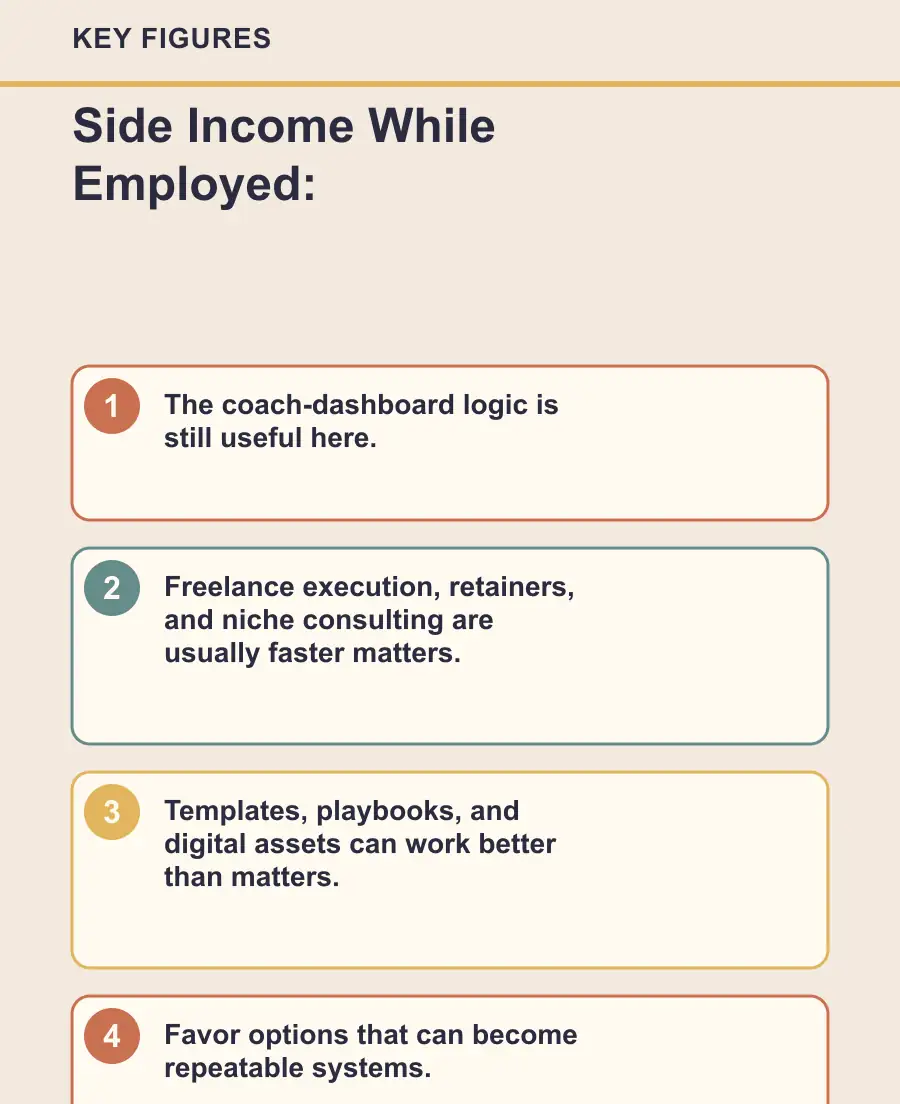 KEY FIGURES
Side Income While
Employed:
1
The coach-dashboard logic is
still useful here.
2
Freelance execution, retainers,
and niche consulting are
usually faster matters.
3
Templates, playbooks, and
digital assets can work better
than matters.
4
Favor options that can become
repeatable systems.